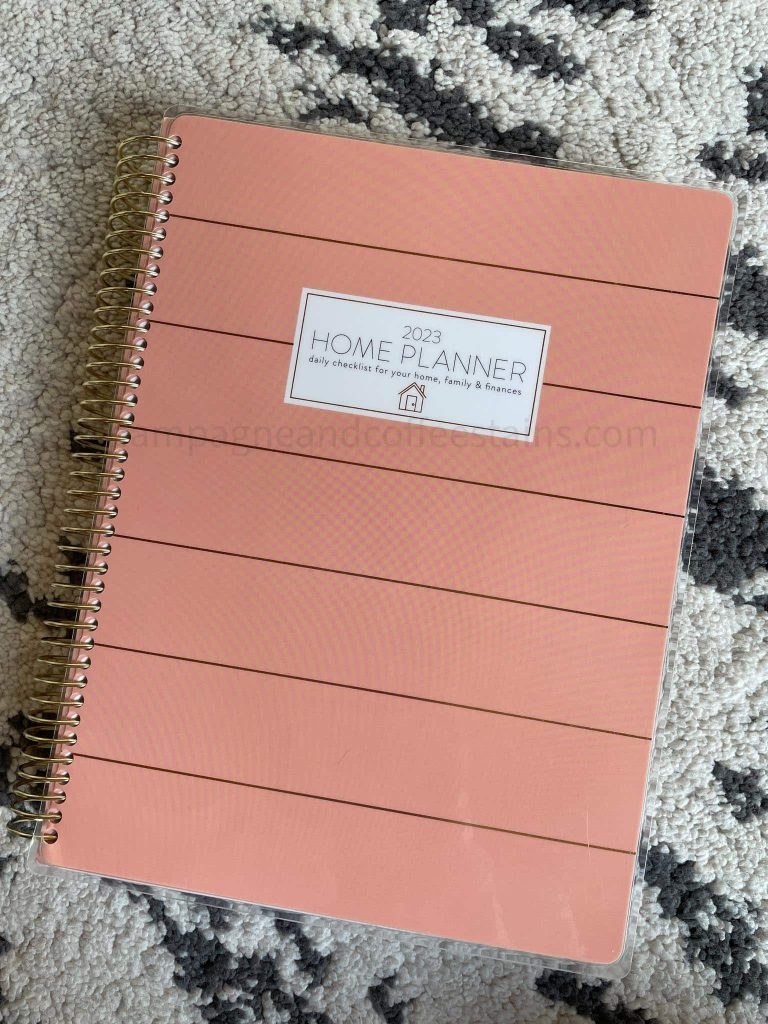 2023
HOME PLANNER
daily checklist for your home, family & finances
ampagneandcoffeestains.com